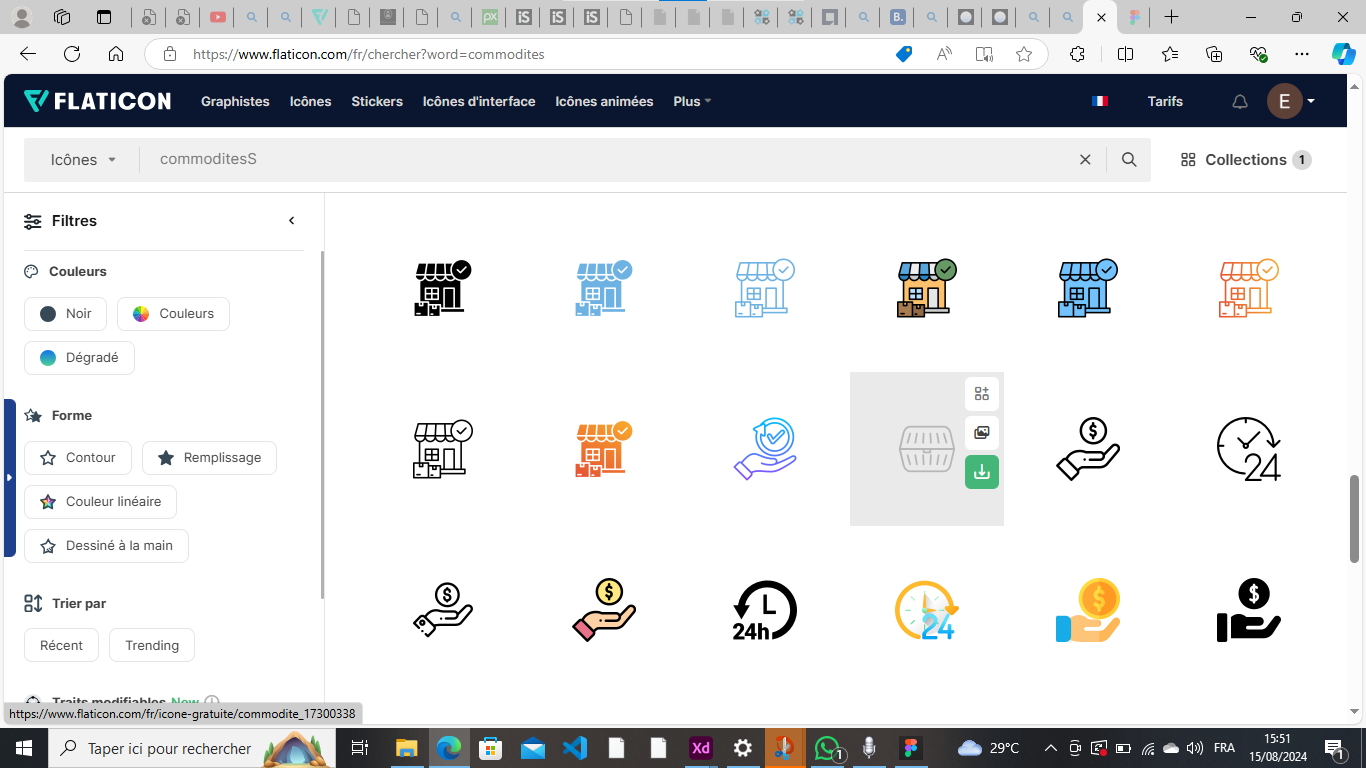 https://www.flaticon.com/fr/chercher?word=commodites
FLATICON
Graphistes
Icônes
Stickers
Icônes d'interface
Icônes animées
Plus
Tarifs
E
Icônes
commoditesS
Collections 1
Filtres
Couleurs
Noir
Couleurs
Dégradé
Forme
Contour
Remplissage
Couleur linéaire
Dessiné à la main
Trier par
Récent
Trending
Traits modifiables New
$
24
$
$
L
24h
24
$
$
https://www.flaticon.com/fr/icone-gratuite/commodite_17300338
Taper ici pour rechercher
Xd
1
29°C
FRA
15:51
15/08/2024
1